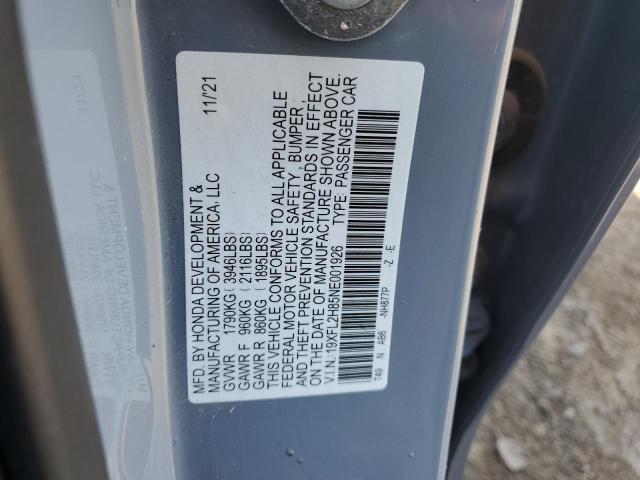 MFD. BY HONDA DEVELOPMENT & 11/21
MANUFACTURING OF AMERICA, LLC
GVWR 1790KG(3946LBS)
GAWR F 960KG (2116LBS)
GAWR R 860KG (1895LBS)
THIS VEHICLE CONFORMS TO ALL APPLICABLE
FEDERAL MOTOR VEHICLE SAFETY, BUMPER,
AND THEFT PREVENTION STANDARDS IN EFFECT
ON THE DATE OF MANUFACTURE SHOWN ABOVE.
V.I.N.:19XFL2H85NE001926 TYPE: PASSENGER CAR
T49 N AB6 -NH877P -Z -E